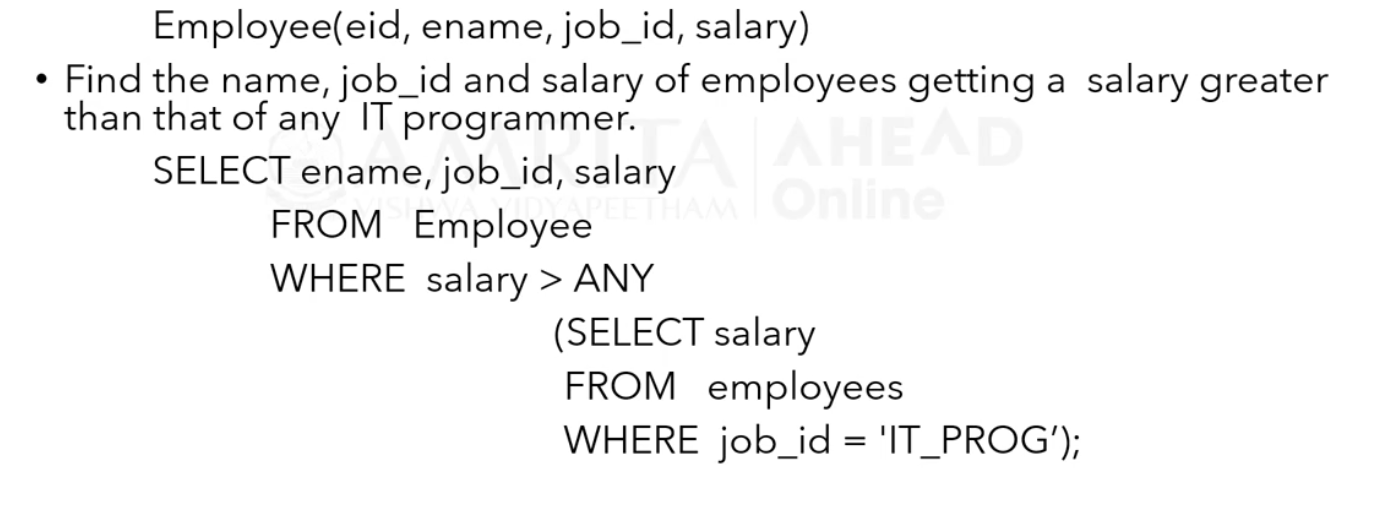 Employee(eid, ename, job_id, salary)
• Find the name, job_id and salary of employees getting a  salary greater
than that of any  IT programmer.
SELECT ename, job_id, salary
FROM   Employee
WHERE  salary > ANY
(SELECT salary
FROM   employees
WHERE  job_id = 'IT_PROG’);
AMRITA
VISHWA VIDYAPEETHAM
AHEAD
Online